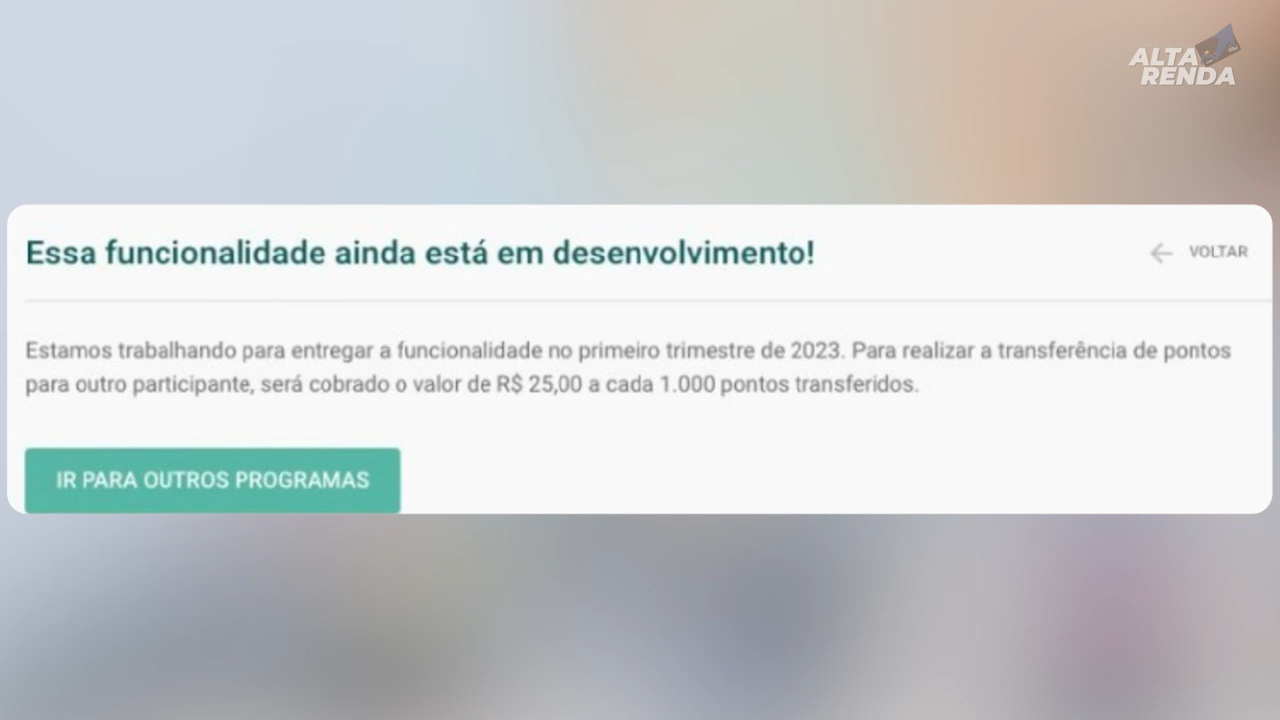 ALTA
RENDA
Essa funcionalidade ainda está em desenvolvimento!
VOLTAR
Estamos trabalhando para entregar a funcionalidade no primeiro trimestre de 2023. Para realizar a transferência de pontos
para outro participante, será cobrado o valor de R$ 25,00 a cada 1.000 pontos transferidos.
IR PARA OUTROS PROGRAMAS